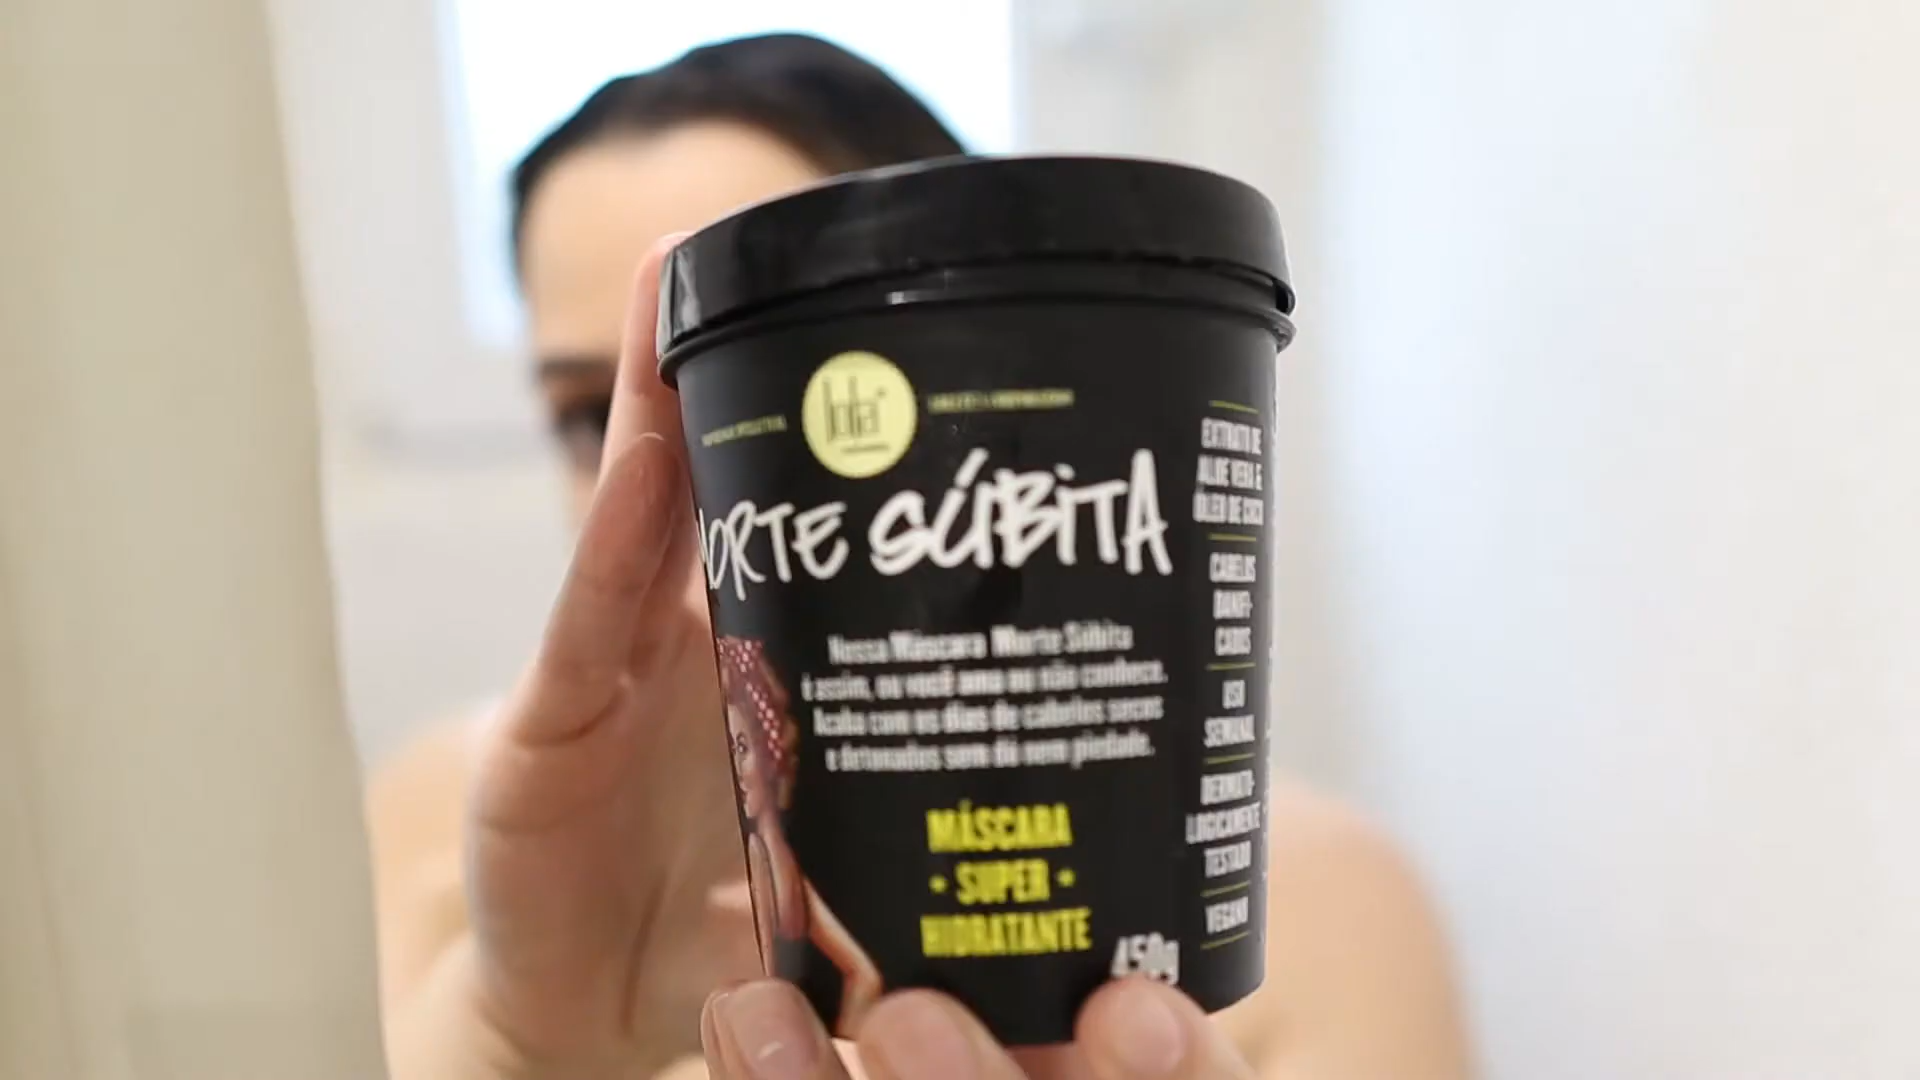 lola
MORTE SÚBITA
Nossa Máscara Morte Súbita
é assim, ou você ama ou não conhece.
Acaba com os dias de cabelos secos
e detonados sem dó nem piedade.
MÁSCARA
• SUPER •
HIDRATANTE
450g
EXTRATO DE
ALOE VERA &
ÓLEO DE COCO
CABELOS
DANIFI-
CADOS
USO
SEMANAL
DERMATO-
LOGICAMENTE
TESTADO
VEGANO